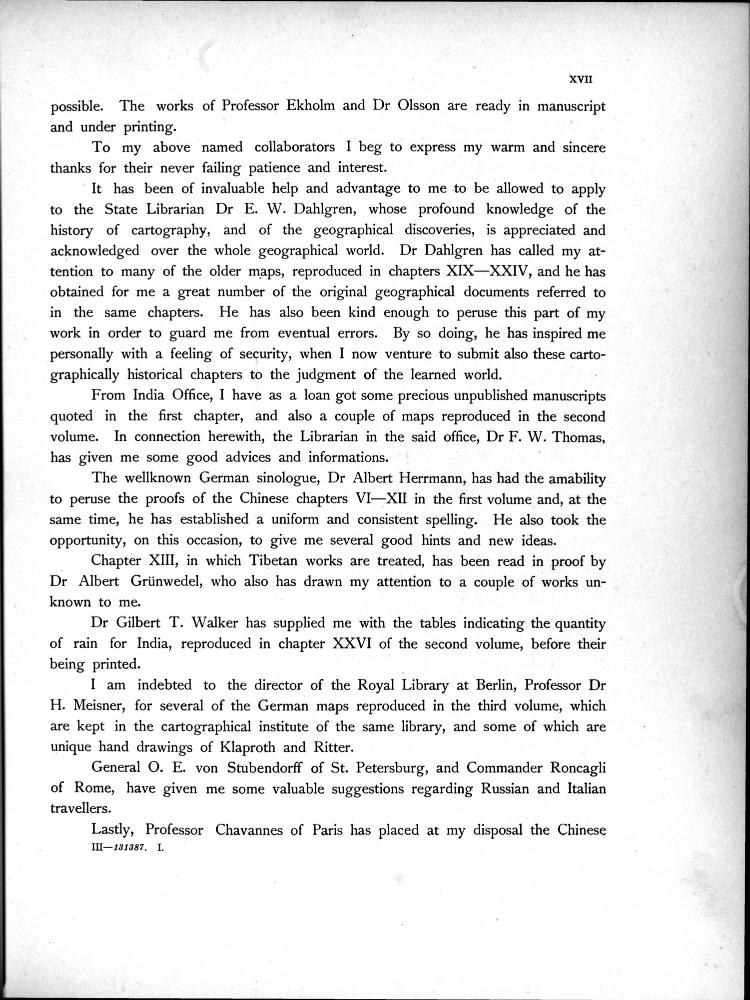 XVII
possible. The works of Professor Ekholm and Dr Olsson are ready in manuscript
and under printing.
To my above named collaborators I beg to express my warm and sincere
thanks for their never failing patience and interest.
It has been of invaluable help and advantage to me to be allowed to apply
to the State Librarian Dr E. W. Dahlgren, whose profound knowledge of the
history of cartography, and of the geographical discoveries, is appreciated and
acknowledged over the whole geographical world. Dr Dahlgren has called my at-
tention to many of the older maps, reproduced in chapters XIX—XXIV, and he has
obtained for me a great number of the original geographical documents referred to
in the same chapters. He has also been kind enough to peruse this part of my
work in order to guard me from eventual errors. By so doing, he has inspired me
personally with a feeling of security, when I now venture to submit also these carto-
graphically historical chapters to the judgment of the learned world.
From India Office, I have as a loan got some precious unpublished manuscripts
quoted in the first chapter, and also a couple of maps reproduced in the second
volume. In connection herewith, the Librarian in the said office, Dr F. W. Thomas,
has given me some good advices and informations.
The wellknown German sinologue, Dr Albert Herrmann, has had the amability
to peruse the proofs of the Chinese chapters VI—XII in the first volume and, at the
same time, he has established a uniform and consistent spelling. He also took the
opportunity, on this occasion, to give me several good hints and new ideas.
Chapter XIII, in which Tibetan works are treated, has been read in proof by
Dr Albert Grünwedel, who also has drawn my attention to a couple of works un-
known to me.
Dr Gilbert T. Walker has supplied me with the tables indicating the quantity
of rain for India, reproduced in chapter XXVI of the second volume, before their
being printed.
I am indebted to the director of the Royal Library at Berlin, Professor Dr
H. Meisner, for several of the German maps reproduced in the third volume, which
are kept in the cartographical institute of the same library, and some of which are
unique hand drawings of Klaproth and Ritter.
General O. E. von Stubendorff of St. Petersburg, and Commander Roncagli
of Rome, have given me some valuable suggestions regarding Russian and Italian
travellers.
Lastly, Professor Chavannes of Paris has placed at my disposal the Chinese
III—131387. I.